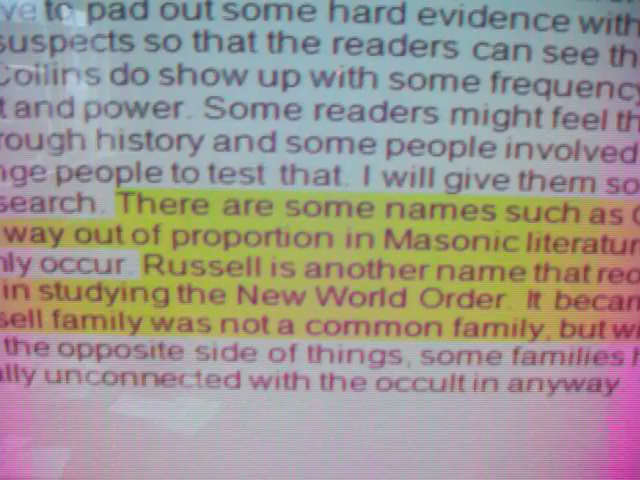 ve to pad out some hard evidence with
suspects so that the readers can see th
Collins do show up with some frequency
t and power. Some readers might feel th
rough history and some people involved
nge people to test that. I will give them so
search. There are some names such as C
way out of proportion in Masonic literatur
nly occur. Russell is another name that rec
in studying the New World Order. It becam
sell family was not a common family, but w
the opposite side of things, some families h
ally unconnected with the occult in anyway.